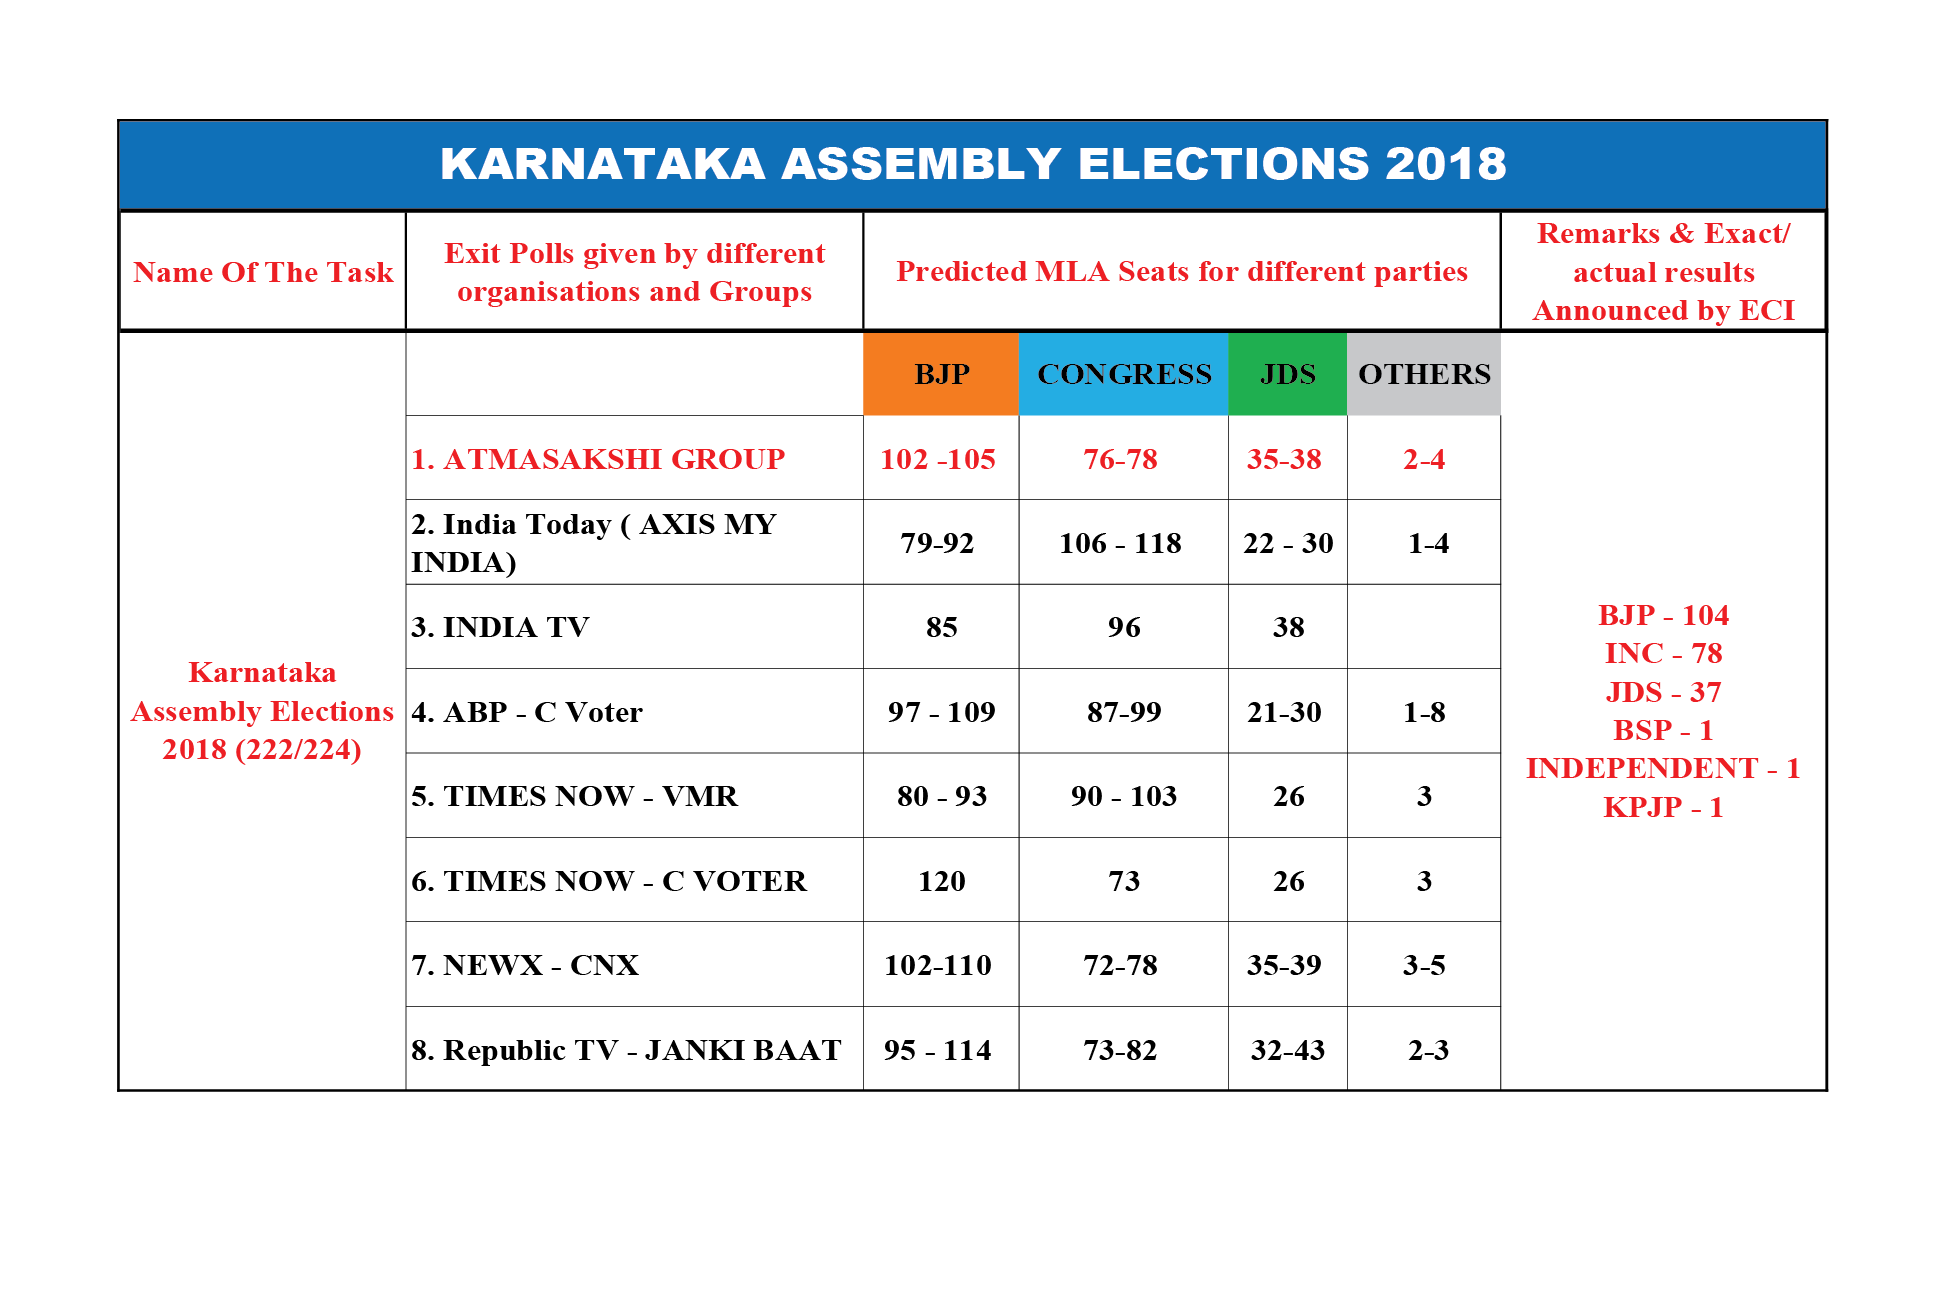 KARNATAKA ASSEMBLY ELECTIONS 2018
Name Of The Task
Exit Polls given by different
organisations and Groups
Predicted MLA Seats for different parties
Remarks & Exact/
actual results
Announced by ECI
BJP CONGRESS JDS OTHERS
Karnataka
Assembly Elections
2018 (222/224)
1. ATMASAKSHI GROUP 102 -105 76-78 35-38 2-4
2. India Today ( AXIS MY
INDIA) 79-92 106 - 118 22 - 30 1-4
3. INDIA TV 85 96 38
4. ABP - C Voter 97 - 109 87-99 21-30 1-8
5. TIMES NOW - VMR 80 - 93 90 - 103 26 3
6. TIMES NOW - C VOTER 120 73 26 3
7. NEWX - CNX 102-110 72-78 35-39 3-5
8. Republic TV - JANKI BAAT 95 - 114 73-82 32-43 2-3
BJP - 104
INC - 78
JDS - 37
BSP - 1
INDEPENDENT - 1
KPJP - 1